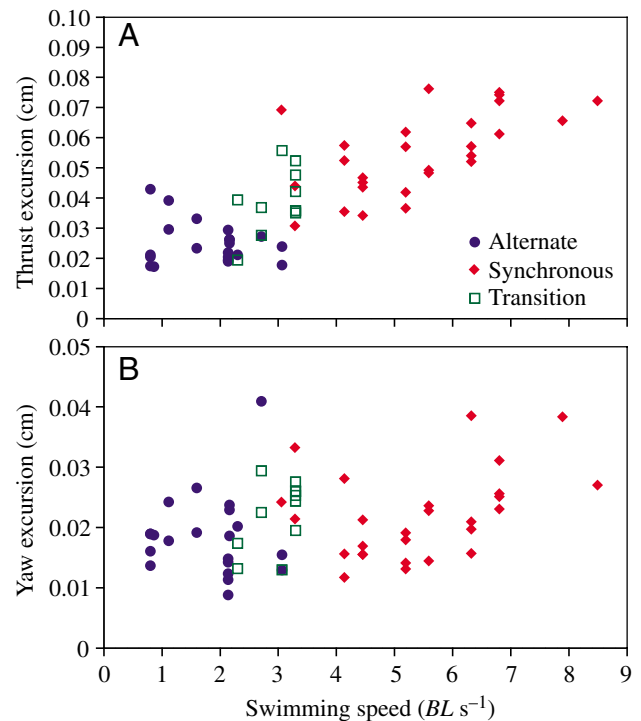 A
Thrust excursion (cm)
0.10
0.09
0.08
0.07
0.06
0.05
0.04
0.03
0.02
0.01
0
Alternate
Synchronous
Transition
B
Yaw excursion (cm)
0.05
0.04
0.03
0.02
0.01
0
0 1 2 3 4 5 6 7 8 9
Swimming speed (BL s⁻¹)